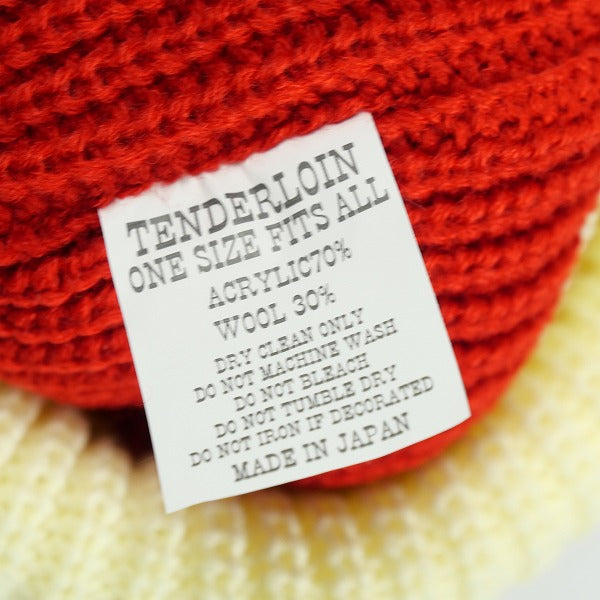 TENDERLOIN
ONE SIZE FITS ALL
ACRYLIC70%
WOOL 30%
DRY CLEAN ONLY
DO NOT MACHINE WASH
DO NOT BLEACH
DO NOT TUMBLE DRY
DO NOT IRON IF DECORATED
MADE IN JAPAN